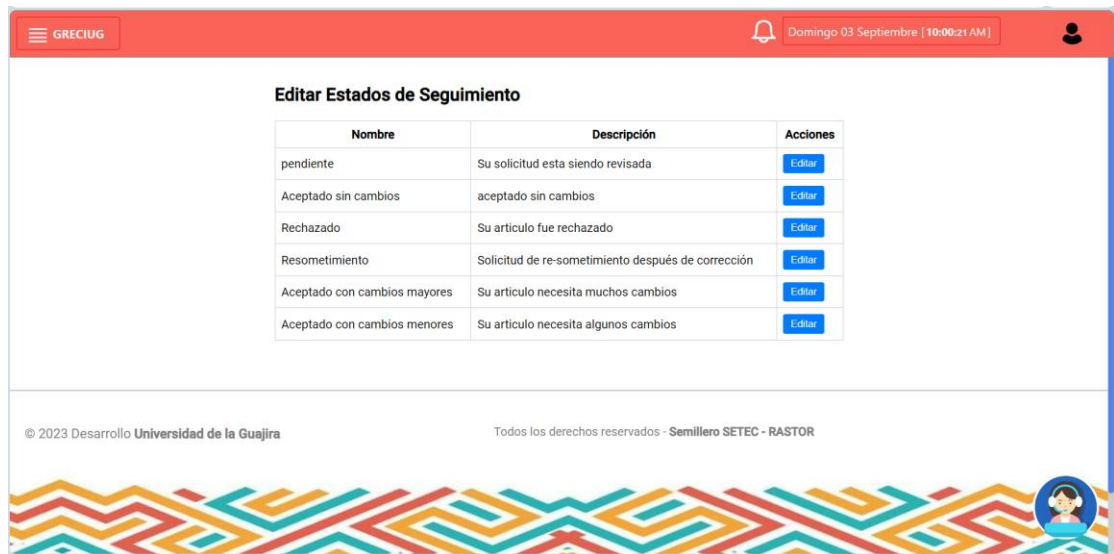 GRECIUG
Domingo 03 Septiembre [ 10:00:21 AM ]
Editar Estados de Seguimiento
Nombre Descripción Acciones
pendiente Su solicitud esta siendo revisada Editar
Aceptado sin cambios aceptado sin cambios Editar
Rechazado Su articulo fue rechazado Editar
Resometimiento Solicitud de re-sometimiento después de corrección Editar
Aceptado con cambios mayores Su articulo necesita muchos cambios Editar
Aceptado con cambios menores Su articulo necesita algunos cambios Editar
© 2023 Desarrollo Universidad de la Guajira
Todos los derechos reservados - Semillero SETEC - RASTOR